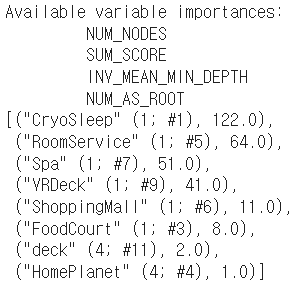 Available variable importances:
NUM_NODES
SUM_SCORE
INV_MEAN_MIN_DEPTH
NUM_AS_ROOT
[("CryoSleep" (1; #1), 122.0),
("RoomService" (1; #5), 64.0),
("Spa" (1; #7), 51.0),
("VRDeck" (1; #9), 41.0),
("ShoppingMall" (1; #6), 11.0),
("FoodCourt" (1; #3), 8.0),
("deck" (4; #11), 2.0),
("HomePlanet" (4; #4), 1.0)]